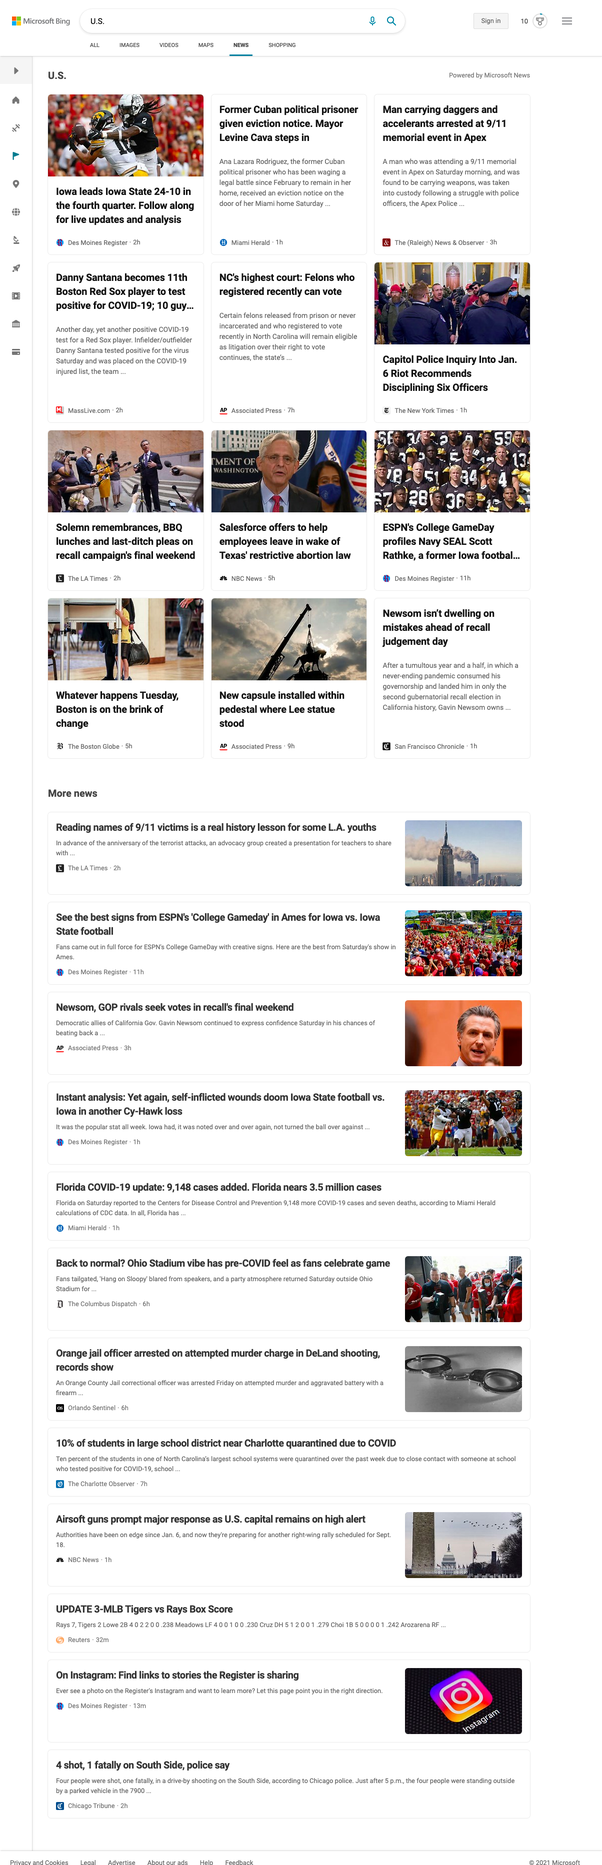 Microsoft Bing
U.S.
Sign in
10
ALL IMAGES VIDEOS MAPS NEWS SHOPPING
U.S.
Powered by Microsoft News
Iowa leads Iowa State 24-10 in
the fourth quarter. Follow along
for live updates and analysis
Des Moines Register · 2h
Former Cuban political prisoner
given eviction notice. Mayor
Levine Cava steps in
Ana Lazara Rodriguez, the former Cuban
political prisoner who has been waging a
legal battle since February to remain in her
home, received an eviction notice on the
door of her Miami home Saturday ...
Miami Herald · 1h
Man carrying daggers and
accelerants arrested at 9/11
memorial event in Apex
A man who was attending a 9/11 memorial
event in Apex on Saturday morning, and was
found to be carrying weapons, was taken
into custody following a struggle with police
officers, the Apex Police ...
The (Raleigh) News & Observer · 3h
Danny Santana becomes 11th
Boston Red Sox player to test
positive for COVID-19; 10 guy...
Another day, yet another positive COVID-19
test for a Red Sox player. Infielder/outfielder
Danny Santana tested positive for the virus
Saturday and was placed on the COVID-19
injured list, the team ...
MassLive.com · 2h
NC's highest court: Felons who
registered recently can vote
Certain felons released from prison or never
incarcerated and who registered to vote
recently in North Carolina will remain eligible
as litigation over their right to vote
continues, the state's ...
AP Associated Press · 7h
Capitol Police Inquiry Into Jan.
6 Riot Recommends
Disciplining Six Officers
The New York Times · 1h
Solemn remembrances, BBQ
lunches and last-ditch pleas on
recall campaign's final weekend
The LA Times · 2h
Salesforce offers to help
employees leave in wake of
Texas' restrictive abortion law
NBC News · 5h
ESPN's College GameDay
profiles Navy SEAL Scott
Rathke, a former Iowa footbal...
Des Moines Register · 11h
Whatever happens Tuesday,
Boston is on the brink of
change
The Boston Globe · 5h
New capsule installed within
pedestal where Lee statue
stood
AP Associated Press · 9h
Newsom isn't dwelling on
mistakes ahead of recall
judgement day
After a tumultuous year and a half, in which a
never-ending pandemic consumed his
governorship and landed him in only the
second gubernatorial recall election in
California history, Gavin Newsom owns ...
San Francisco Chronicle · 1h
More news
Reading names of 9/11 victims is a real history lesson for some L.A. youths
In advance of the anniversary of the terrorist attacks, an advocacy group created a presentation for teachers to share
with ...
The LA Times · 2h
See the best signs from ESPN's 'College Gameday' in Ames for Iowa vs. Iowa
State football
Fans came out in full force for ESPN's College GameDay with creative signs. Here are the best from Saturday's show in
Ames.
Des Moines Register · 11h
Newsom, GOP rivals seek votes in recall's final weekend
Democratic allies of California Gov. Gavin Newsom continued to express confidence Saturday in his chances of
beating back a ...
AP Associated Press · 3h
Instant analysis: Yet again, self-inflicted wounds doom Iowa State football vs.
Iowa in another Cy-Hawk loss
It was the popular stat all week. Iowa had, it was noted over and over again, not turned the ball over against ...
Des Moines Register · 1h
Florida COVID-19 update: 9,148 cases added. Florida nears 3.5 million cases
Florida on Saturday reported to the Centers for Disease Control and Prevention 9,148 more COVID-19 cases and seven deaths, according to Miami Herald
calculations of CDC data. In all, Florida has ...
Miami Herald · 1h
Back to normal? Ohio Stadium vibe has pre-COVID feel as fans celebrate game
Fans tailgated, 'Hang on Sloopy' blared from speakers, and a party atmosphere returned Saturday outside Ohio
Stadium for ...
The Columbus Dispatch · 6h
Orange jail officer arrested on attempted murder charge in DeLand shooting,
records show
An Orange County Jail correctional officer was arrested Friday on attempted murder and aggravated battery with a
firearm ...
Orlando Sentinel · 6h
10% of students in large school district near Charlotte quarantined due to COVID
Ten percent of the students in one of North Carolina's largest school systems were quarantined over the past week due to close contact with someone at school
who tested positive for COVID-19, school ...
The Charlotte Observer · 7h
Airsoft guns prompt major response as U.S. capital remains on high alert
Authorities have been on edge since Jan. 6, and now they're preparing for another right-wing rally scheduled for Sept.
18.
NBC News · 1h
UPDATE 3-MLB Tigers vs Rays Box Score
Rays 7, Tigers 2 Lowe 2B 4 0 2 2 0 0 .238 Meadows LF 4 0 0 1 0 0 .230 Cruz DH 5 1 2 0 0 1 .279 Choi 1B 5 0 0 0 0 1 .242 Arozarena RF ...
Reuters · 32m
On Instagram: Find links to stories the Register is sharing
Ever see a photo on the Register's Instagram and want to learn more? Let this page point you in the right direction.
Des Moines Register · 13m
Instagram
4 shot, 1 fatally on South Side, police say
Four people were shot, one fatally, in a drive-by shooting on the South Side, according to Chicago police. Just after 5 p.m., the four people were standing outside
by a parked vehicle in the 7900 ...
Chicago Tribune · 2h
Privacy and Cookies Legal Advertise About our ads Help Feedback © 2021 Microsoft